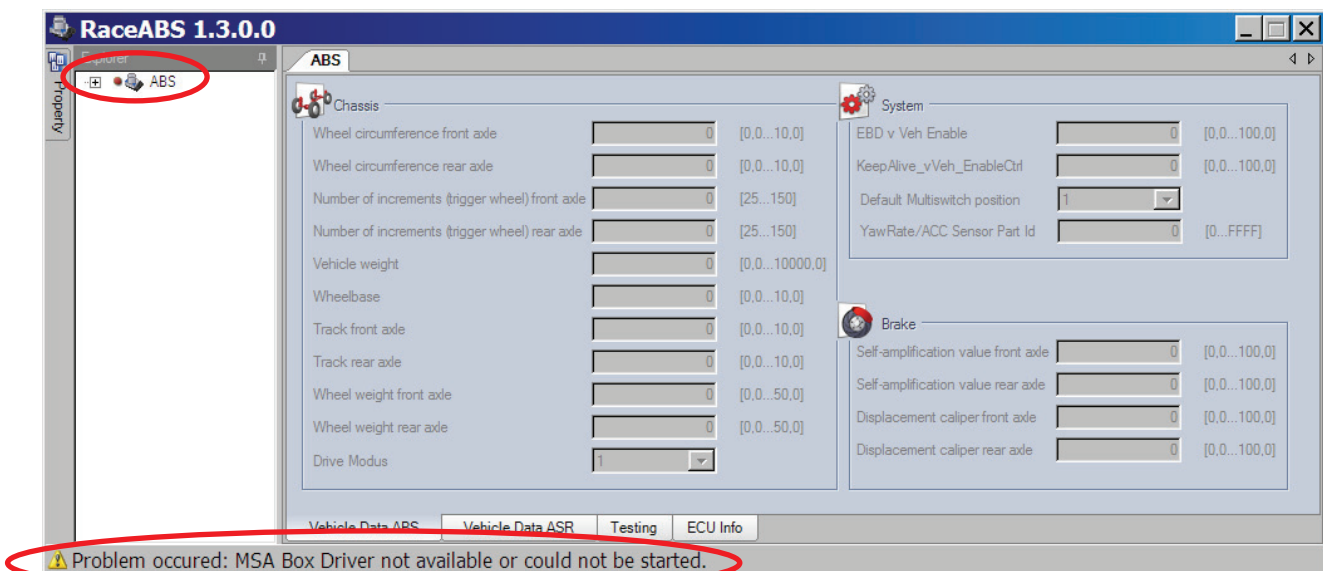 RaceABS 1.3.0.0
Explorer
ABS
Property
ABS
Chassis
Wheel circumference front axle 0 [0,0...10,0]
Wheel circumference rear axle 0 [0,0...10,0]
Number of increments (trigger wheel) front axle 0 [25...150]
Number of increments (trigger wheel) rear axle 0 [25...150]
Vehicle weight 0 [0,0...10000,0]
Wheelbase 0 [0,0...10,0]
Track front axle 0 [0,0...10,0]
Track rear axle 0 [0,0...10,0]
Wheel weight front axle 0 [0,0...50,0]
Wheel weight rear axle 0 [0,0...50,0]
Drive Modus 1
System
EBD v Veh Enable 0 [0,0...100,0]
KeepAlive_vVeh_EnableCtrl 0 [0,0...100,0]
Default Multiswitch position 1
YawRate/ACC Sensor Part Id 0 [0...FFFF]
Brake
Self-amplification value front axle 0 [0,0...100,0]
Self-amplification value rear axle 0 [0,0...100,0]
Displacement caliper front axle 0 [0,0...100,0]
Displacement caliper rear axle 0 [0,0...100,0]
Vehicle Data ABS Vehicle Data ASR Testing ECU Info
Problem occured: MSA Box Driver not available or could not be started.